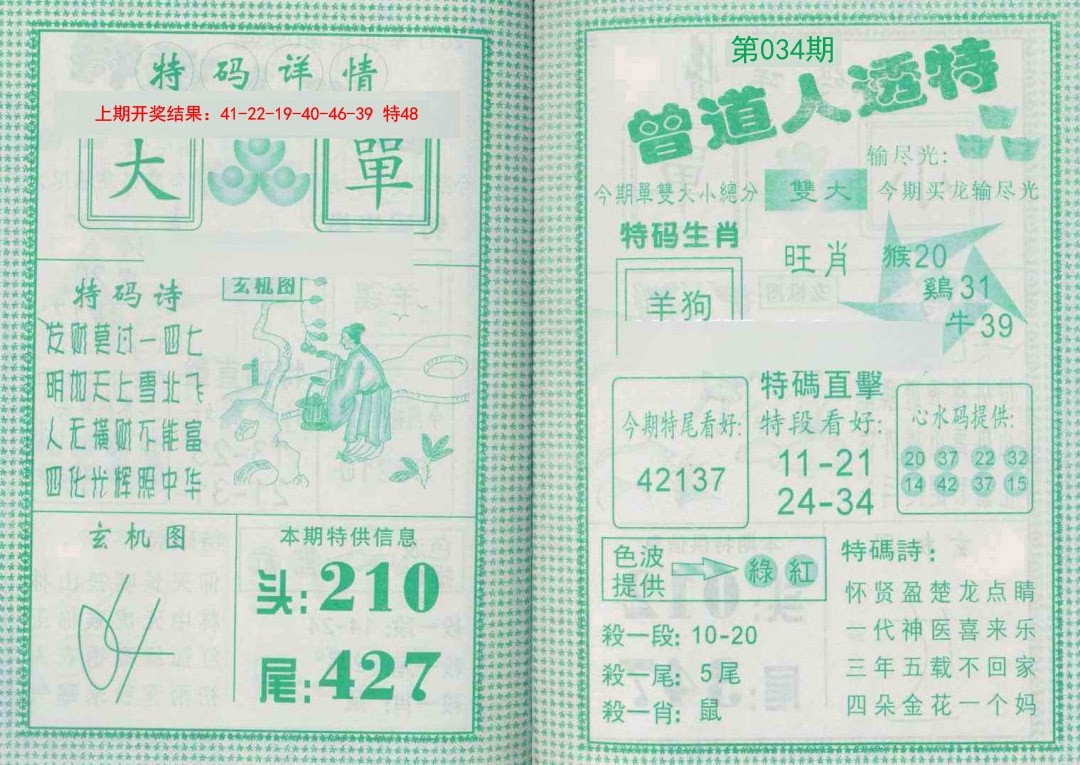 特码详情
上期开奖结果：41-22-19-40-46-39 特48
大
單
特码诗
发财莫过一四七
明如天上雪北飞
人无横财不能富
四化光辉照中华
玄机图
玄机图
本期特供信息
头:210
尾:427
第034期
曾道人透特
输尽光:
今期單雙大小總分
雙大
今期买龙输尽光
特码生肖
羊狗
旺肖
猴20
鷄31
牛39
今期特尾看好:
42137
特碼直擊
特段看好:
11-21
24-34
心水码提供:
20 37 22 32
14 42 37 15
色波
提供
綠 紅
殺一段: 10-20
殺一尾: 5尾
殺一肖: 鼠
特碼詩:
怀贤盈楚龙点睛
一代神医喜来乐
三年五载不回家
四朵金花一个妈